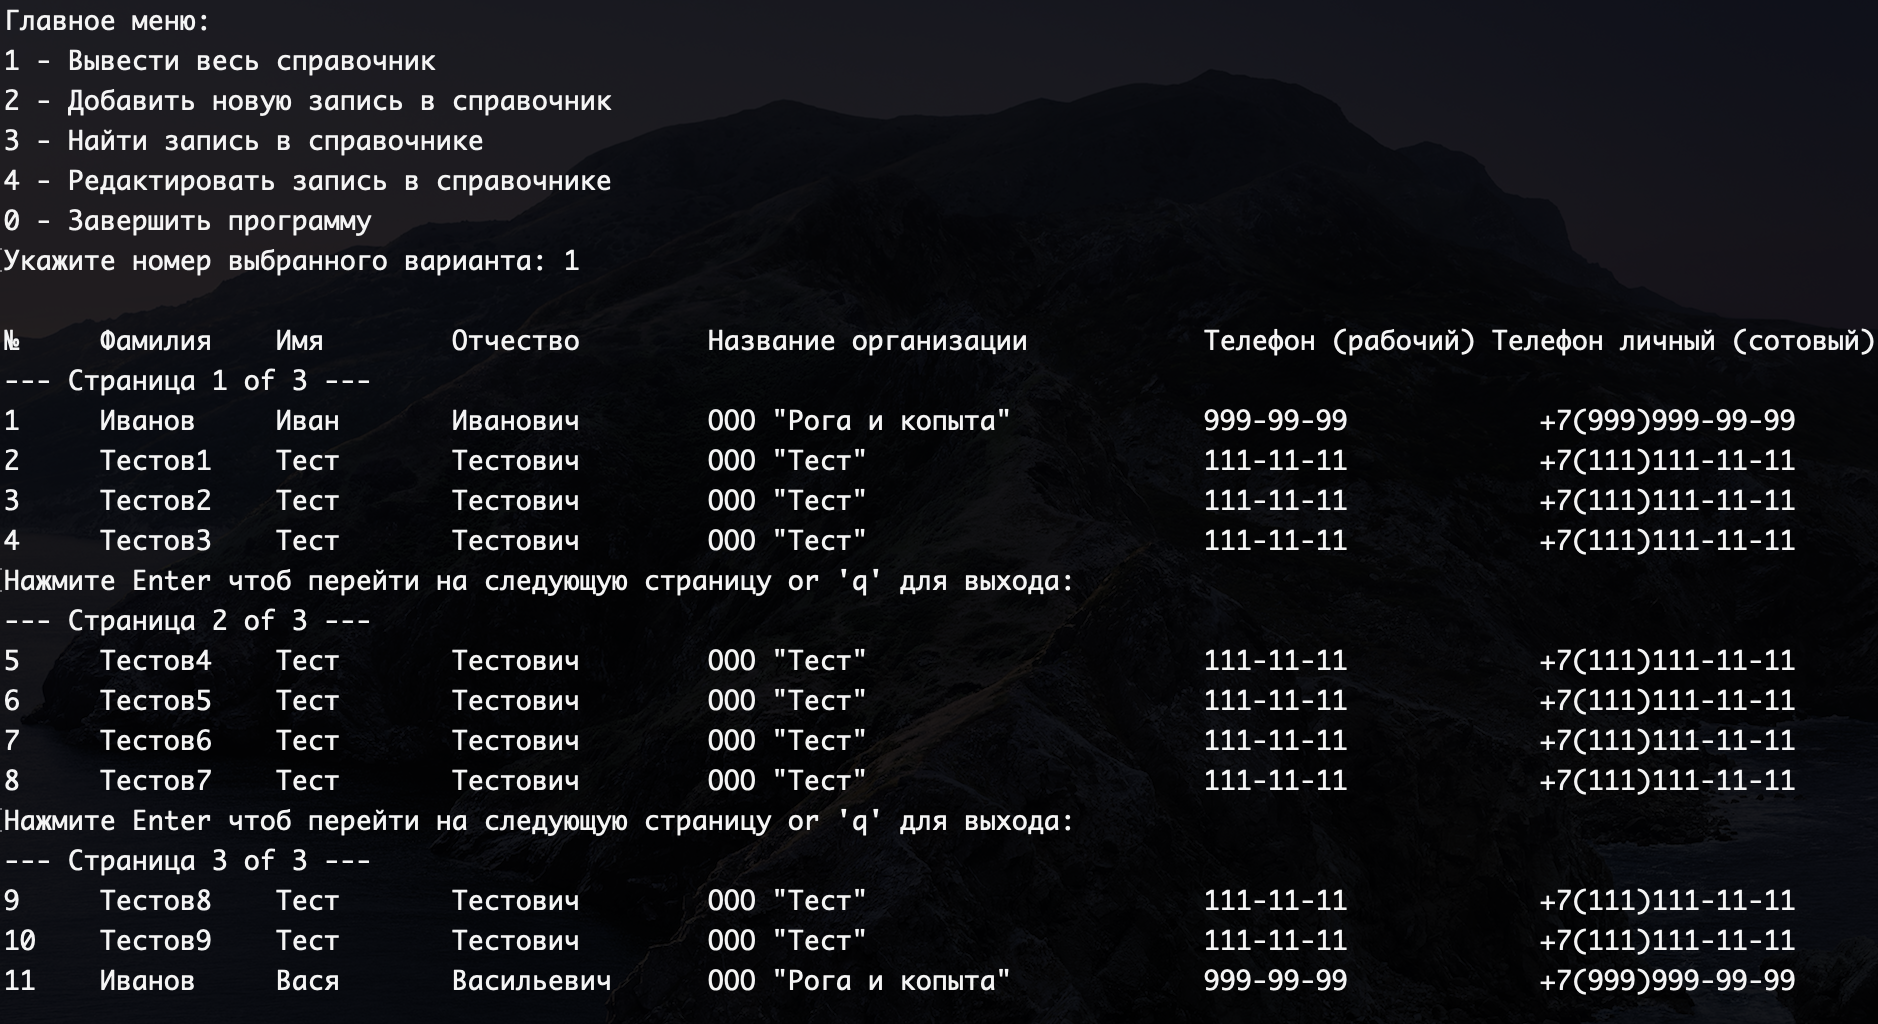 Главное меню:
1 - Вывести весь справочник
2 - Добавить новую запись в справочник
3 - Найти запись в справочнике
4 - Редактировать запись в справочнике
0 - Завершить программу
Укажите номер выбранного варианта: 1
№ Фамилия Имя Отчество Название организации Телефон (рабочий) Телефон личный (сотовый)
--- Страница 1 of 3 ---
1 Иванов Иван Иванович ООО "Рога и копыта" 999-99-99 +7(999)999-99-99
2 Тестов1 Тест Тестович ООО "Тест" 111-11-11 +7(111)111-11-11
3 Тестов2 Тест Тестович ООО "Тест" 111-11-11 +7(111)111-11-11
4 Тестов3 Тест Тестович ООО "Тест" 111-11-11 +7(111)111-11-11
Нажмите Enter чтоб перейти на следующую страницу or 'q' для выхода:
--- Страница 2 of 3 ---
5 Тестов4 Тест Тестович ООО "Тест" 111-11-11 +7(111)111-11-11
6 Тестов5 Тест Тестович ООО "Тест" 111-11-11 +7(111)111-11-11
7 Тестов6 Тест Тестович ООО "Тест" 111-11-11 +7(111)111-11-11
8 Тестов7 Тест Тестович ООО "Тест" 111-11-11 +7(111)111-11-11
Нажмите Enter чтоб перейти на следующую страницу or 'q' для выхода:
--- Страница 3 of 3 ---
9 Тестов8 Тест Тестович ООО "Тест" 111-11-11 +7(111)111-11-11
10 Тестов9 Тест Тестович ООО "Тест" 111-11-11 +7(111)111-11-11
11 Иванов Вася Васильевич ООО "Рога и копыта" 999-99-99 +7(999)999-99-99